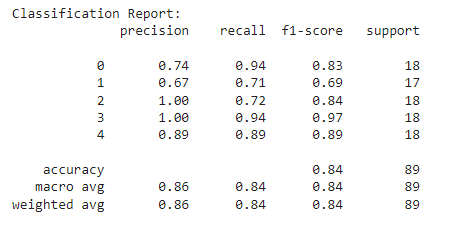 Classification Report:
precision recall f1-score support
0 0.74 0.94 0.83 18
1 0.67 0.71 0.69 17
2 1.00 0.72 0.84 18
3 1.00 0.94 0.97 18
4 0.89 0.89 0.89 18
accuracy 0.84 89
macro avg 0.86 0.84 0.84 89
weighted avg 0.86 0.84 0.84 89